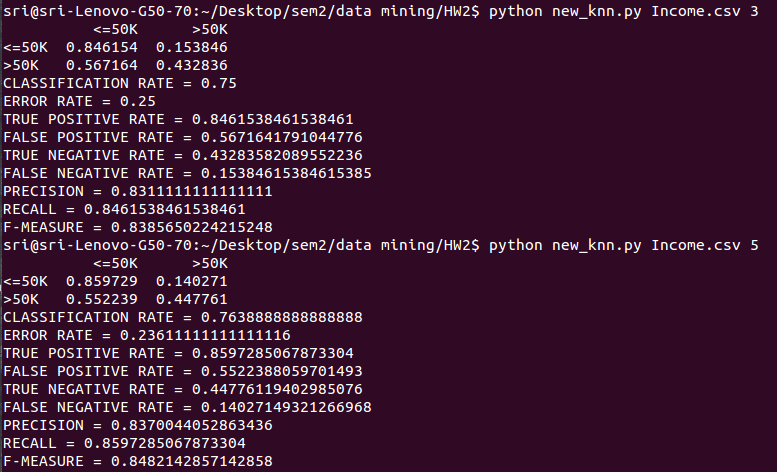 sri@sri-Lenovo-G50-70:~/Desktop/sem2/data mining/HW2$ python new_knn.py Income.csv 3
<=50K >50K
<=50K 0.846154 0.153846
>50K 0.567164 0.432836
CLASSIFICATION RATE = 0.75
ERROR RATE = 0.25
TRUE POSITIVE RATE = 0.8461538461538461
FALSE POSITIVE RATE = 0.5671641791044776
TRUE NEGATIVE RATE = 0.43283582089552236
FALSE NEGATIVE RATE = 0.15384615384615385
PRECISION = 0.8311111111111111
RECALL = 0.8461538461538461
F-MEASURE = 0.8385650224215248
sri@sri-Lenovo-G50-70:~/Desktop/sem2/data mining/HW2$ python new_knn.py Income.csv 5
<=50K >50K
<=50K 0.859729 0.140271
>50K 0.552239 0.447761
CLASSIFICATION RATE = 0.7638888888888888
ERROR RATE = 0.23611111111111116
TRUE POSITIVE RATE = 0.8597285067873304
FALSE POSITIVE RATE = 0.5522388059701493
TRUE NEGATIVE RATE = 0.44776119402985076
FALSE NEGATIVE RATE = 0.14027149321266968
PRECISION = 0.8370044052863436
RECALL = 0.8597285067873304
F-MEASURE = 0.8482142857142858